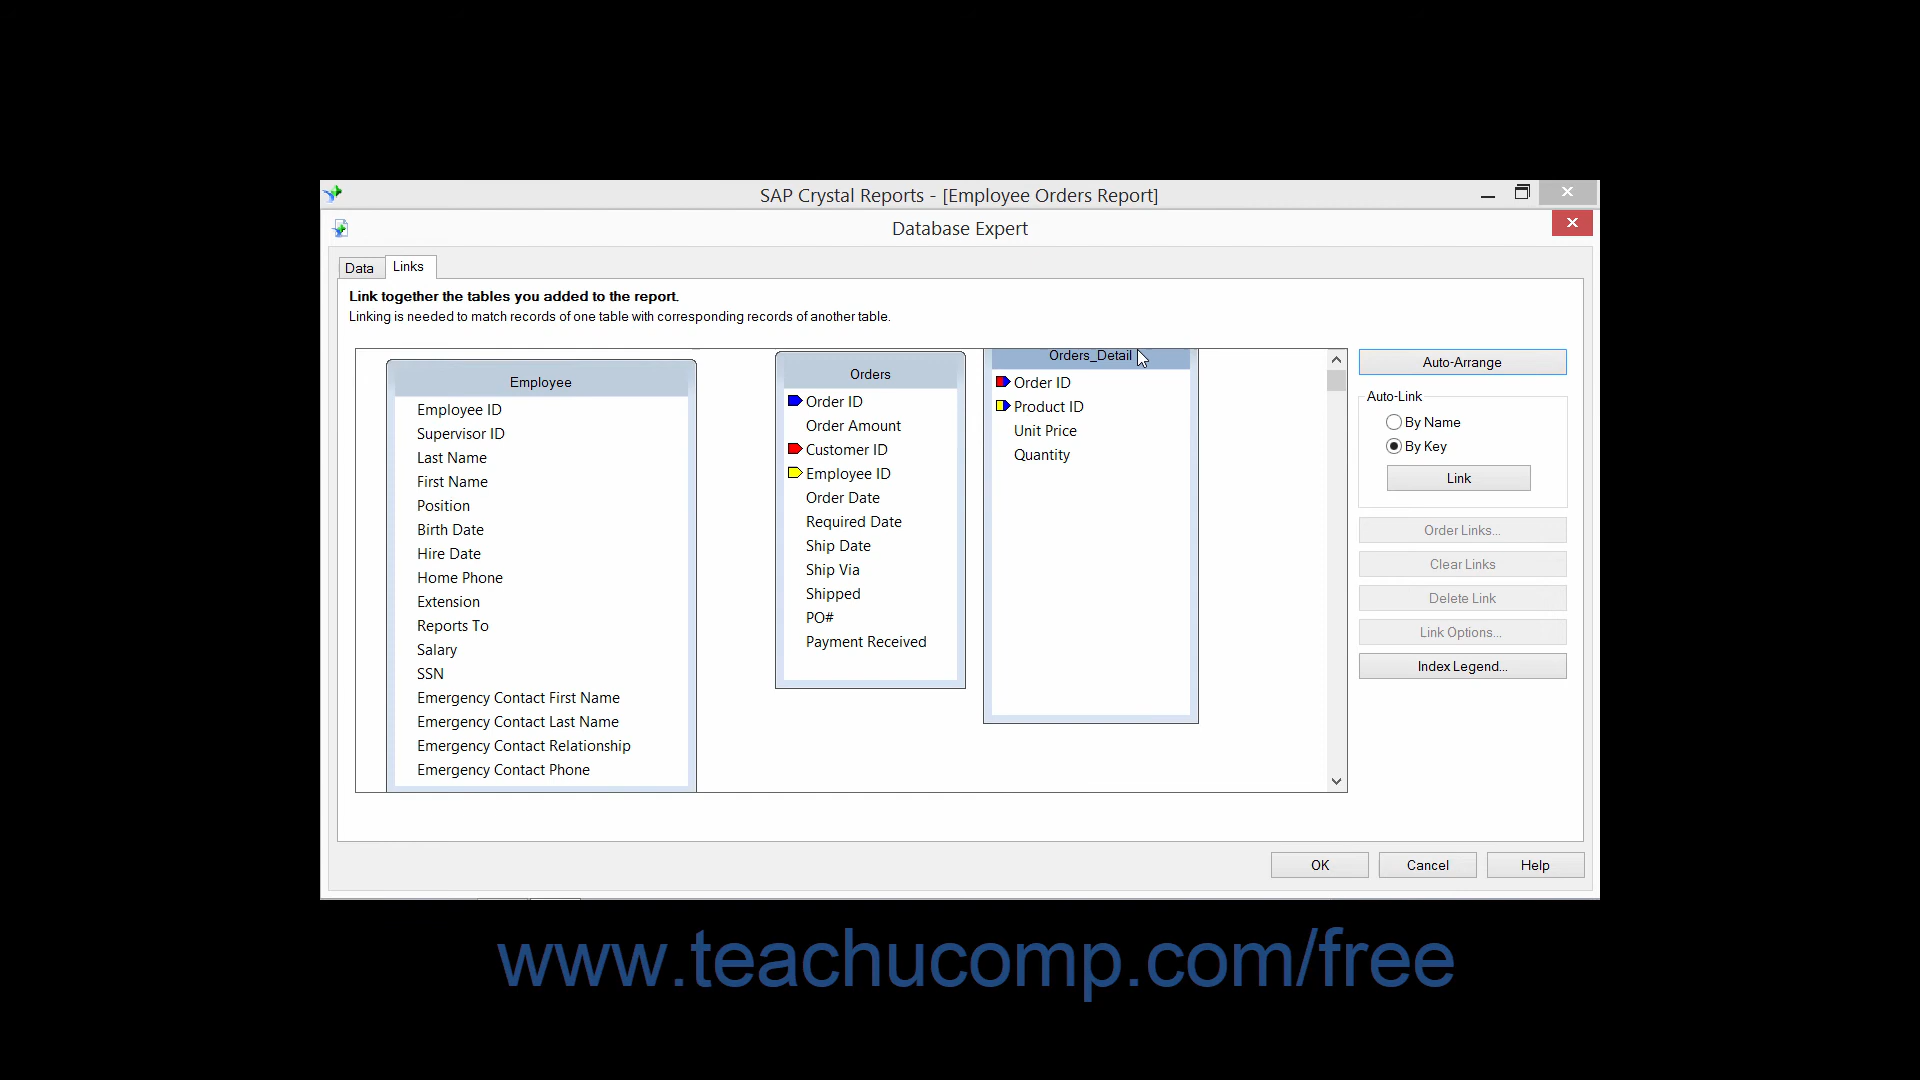 SAP Crystal Reports - [Employee Orders Report]
Database Expert
Data
Links
Link together the tables you added to the report.
Linking is needed to match records of one table with corresponding records of another table.
Employee
Employee ID
Supervisor ID
Last Name
First Name
Position
Birth Date
Hire Date
Home Phone
Extension
Reports To
Salary
SSN
Emergency Contact First Name
Emergency Contact Last Name
Emergency Contact Relationship
Emergency Contact Phone
Orders
Order ID
Order Amount
Customer ID
Employee ID
Order Date
Required Date
Ship Date
Ship Via
Shipped
PO#
Payment Received
Orders_Detail
Order ID
Product ID
Unit Price
Quantity
Auto-Arrange
Auto-Link
By Name
By Key
Link
Order Links...
Clear Links
Delete Link
Link Options...
Index Legend...
OK
Cancel
Help
www.teachucomp.com/free